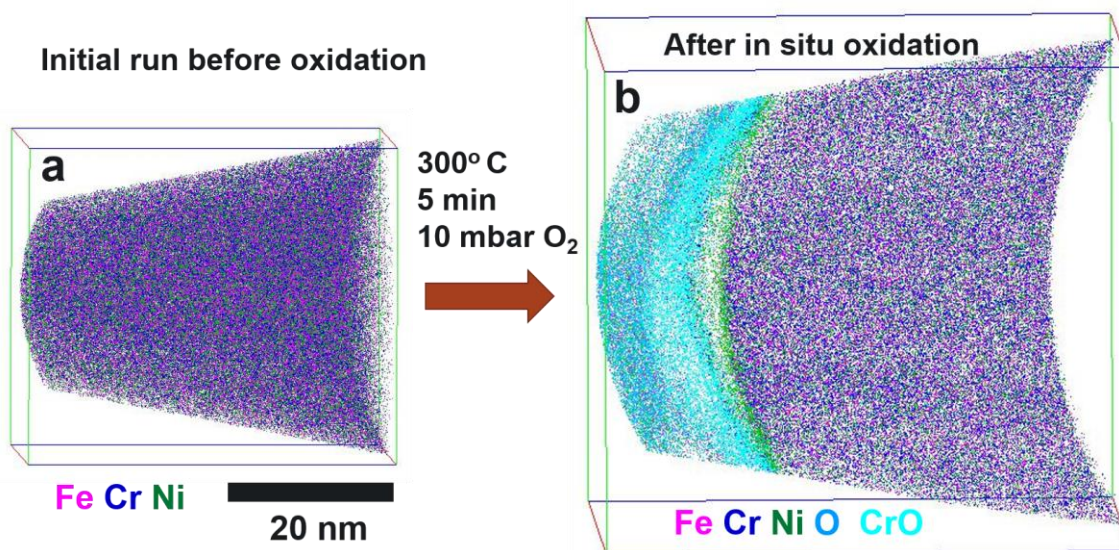 Initial run before oxidation
After in situ oxidation
a
b
300º C
5 min
10 mbar O₂
Fe Cr Ni
20 nm
Fe Cr Ni O CrO